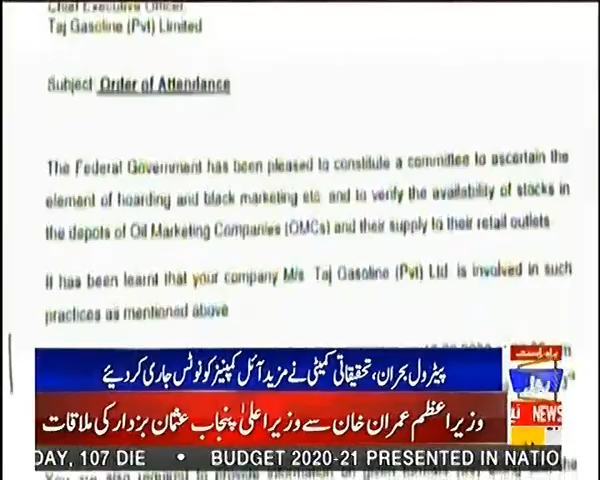 Chief Executive Officer
Taj Gasoline (Pvt) Limited
Subject Order of Attendance
The Federal Government has been pleased to constitute a committee to ascertain the
element of hoarding and black marketing etc and to verify the availability of stocks in
the depots of Oil Marketing Companies (OMCs) and their supply to their retail outlets
It has been learnt that your company M/s Taj Gasoline (Pvt) Ltd is involved in such
practices as mentioned above
براہ راست
پیٹرول بحران، تحقیقاتی کمیٹی نے مزید آئل کمپنیز کو نوٹس جاری کر دیئے
NEWS
وزیراعظم عمران خان سے وزیراعلیٰ پنجاب عثمان بزدار کی ملاقات
DAY, 107 DIE • BUDGET 2020-21 PRESENTED IN NATIO